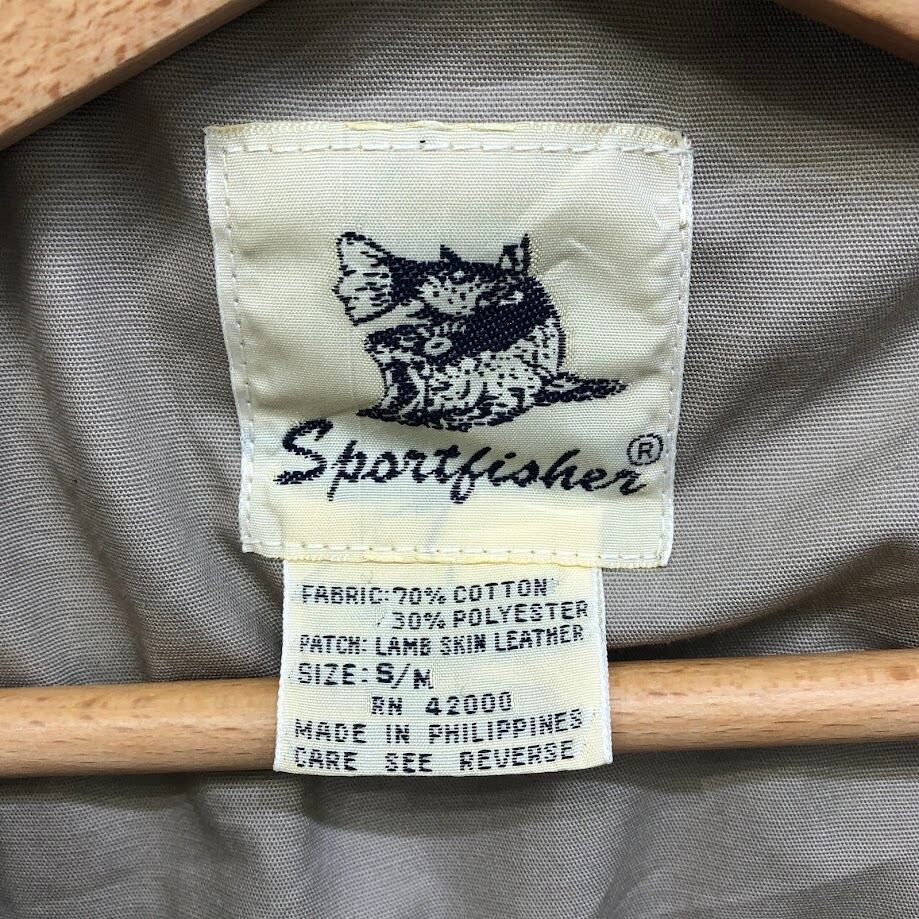 Sportfisher®
FABRIC: 70% COTTON
30% POLYESTER
PATCH: LAMB SKIN LEATHER
SIZE: S/M
RN 42000
MADE IN PHILIPPINES
CARE SEE REVERSE